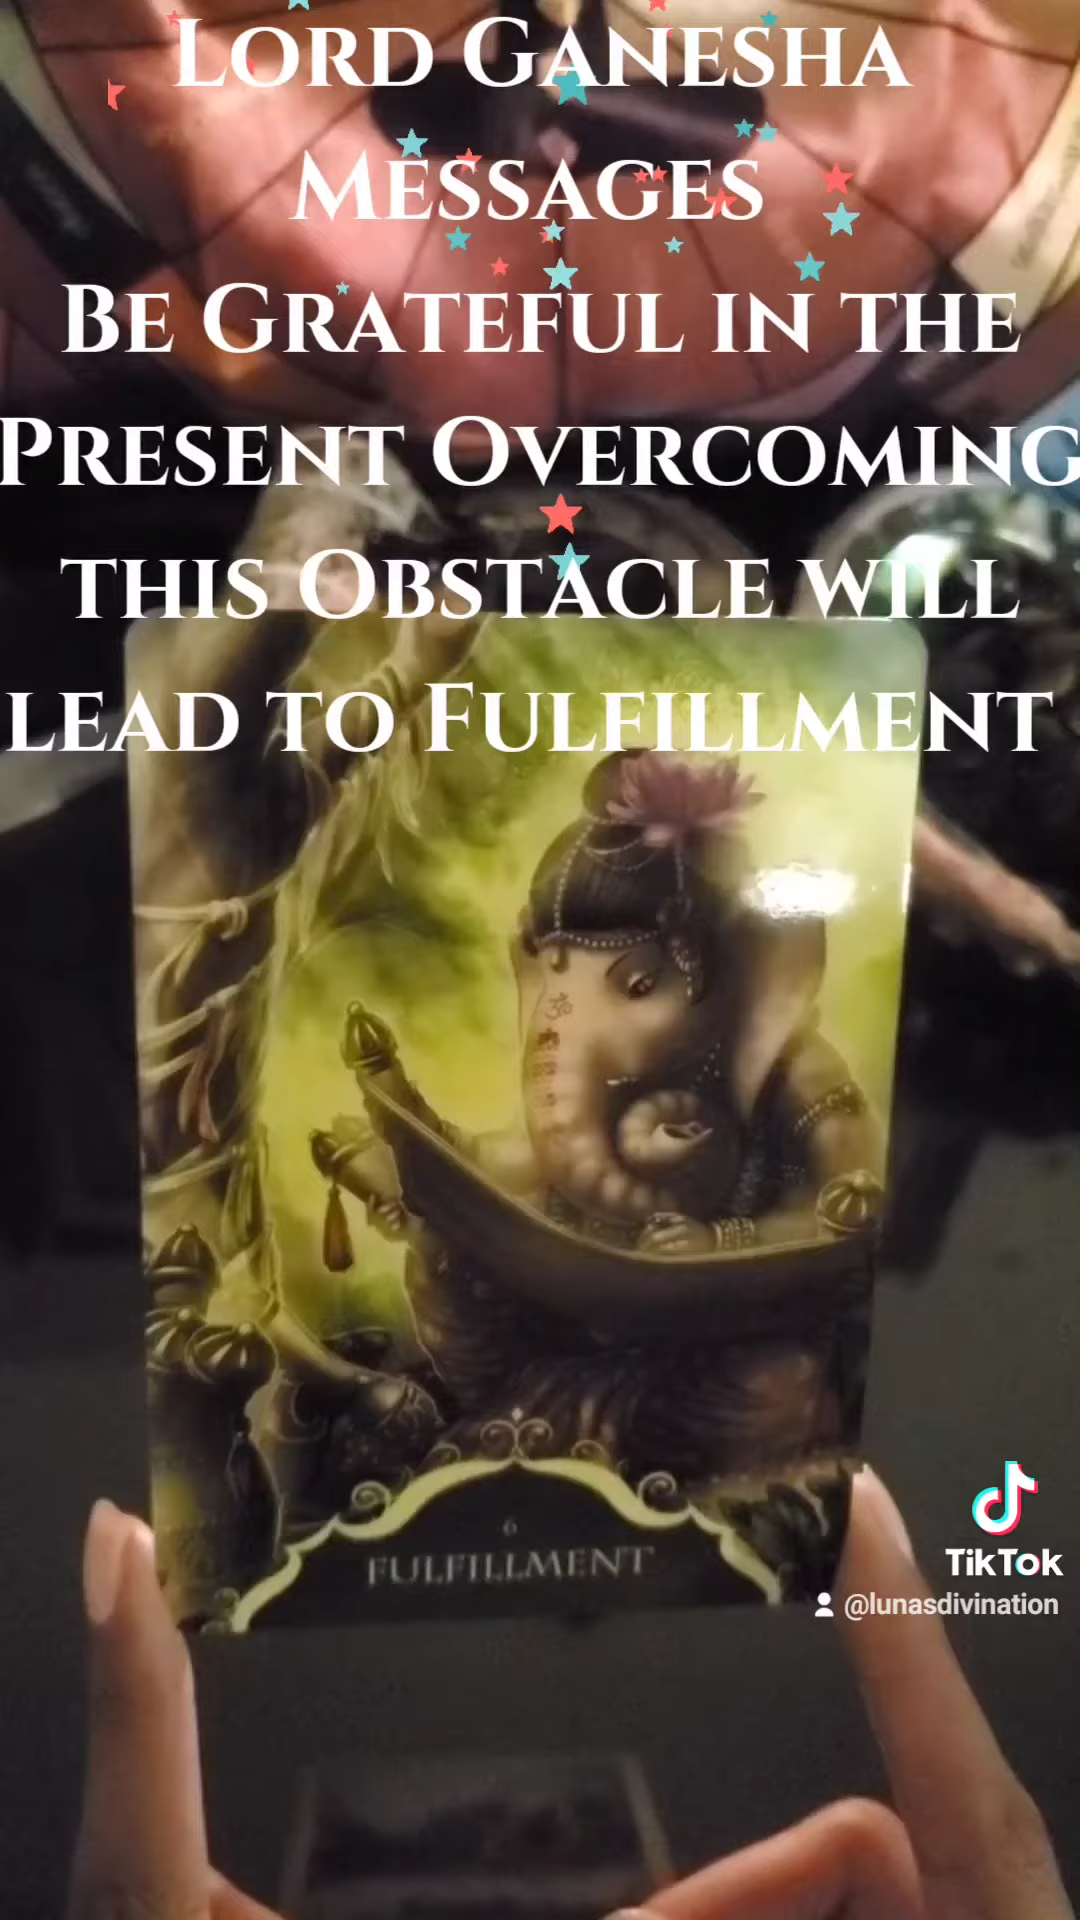 LORD GANESHA
MESSAGES
BE GRATEFUL IN THE
PRESENT OVERCOMING
THIS OBSTACLE WILL
LEAD TO FULFILLMENT
ॐ
6
FULFILLMENT
TikTok
@lunasdivination